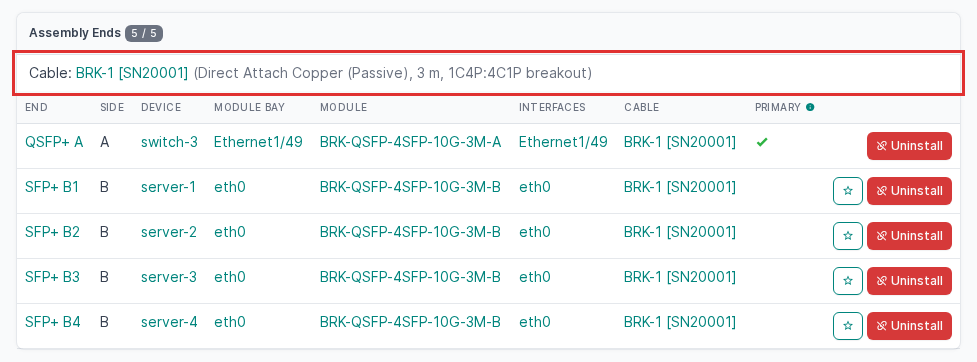 Assembly Ends 5 / 5
Cable: BRK-1 [SN20001] (Direct Attach Copper (Passive), 3 m, 1C4P:4C1P breakout)
END SIDE DEVICE MODULE BAY MODULE INTERFACES CABLE PRIMARY
QSFP+ A A switch-3 Ethernet1/49 BRK-QSFP-4SFP-10G-3M-A Ethernet1/49 BRK-1 [SN20001] Uninstall
SFP+ B1 B server-1 eth0 BRK-QSFP-4SFP-10G-3M-B eth0 BRK-1 [SN20001] Uninstall
SFP+ B2 B server-2 eth0 BRK-QSFP-4SFP-10G-3M-B eth0 BRK-1 [SN20001] Uninstall
SFP+ B3 B server-3 eth0 BRK-QSFP-4SFP-10G-3M-B eth0 BRK-1 [SN20001] Uninstall
SFP+ B4 B server-4 eth0 BRK-QSFP-4SFP-10G-3M-B eth0 BRK-1 [SN20001] Uninstall